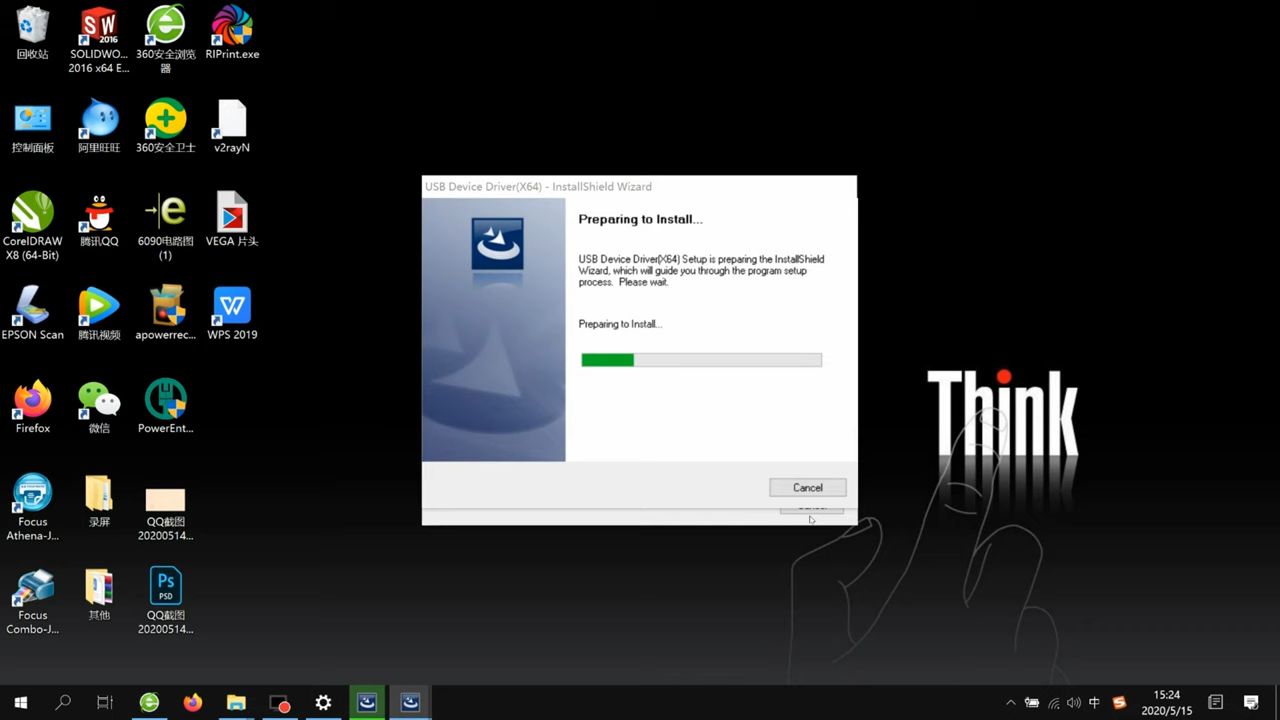 回收站
SOLIDWO...
2016 x64 E...
360安全浏览
器
RIPrint.exe
控制面板
阿里旺旺
360安全卫士
v2rayN
CorelDRAW
X8 (64-Bit)
腾讯QQ
6090电路图
(1)
VEGA 片头
EPSON Scan
腾讯视频
apowerrec...
WPS 2019
Firefox
微信
PowerEnt...
Focus
Athena-J...
录屏
QQ截图
20200514...
Focus
Combo-J...
其他
QQ截图
20200514...
SW
2016
Ps
PSD
USB Device Driver(X64) - InstallShield Wizard
Preparing to Install...
USB Device Driver(X64) Setup is preparing the InstallShield
Wizard, which will guide you through the program setup
process. Please wait.
Preparing to Install...
Cancel
Think
中
15:24
2020/5/15